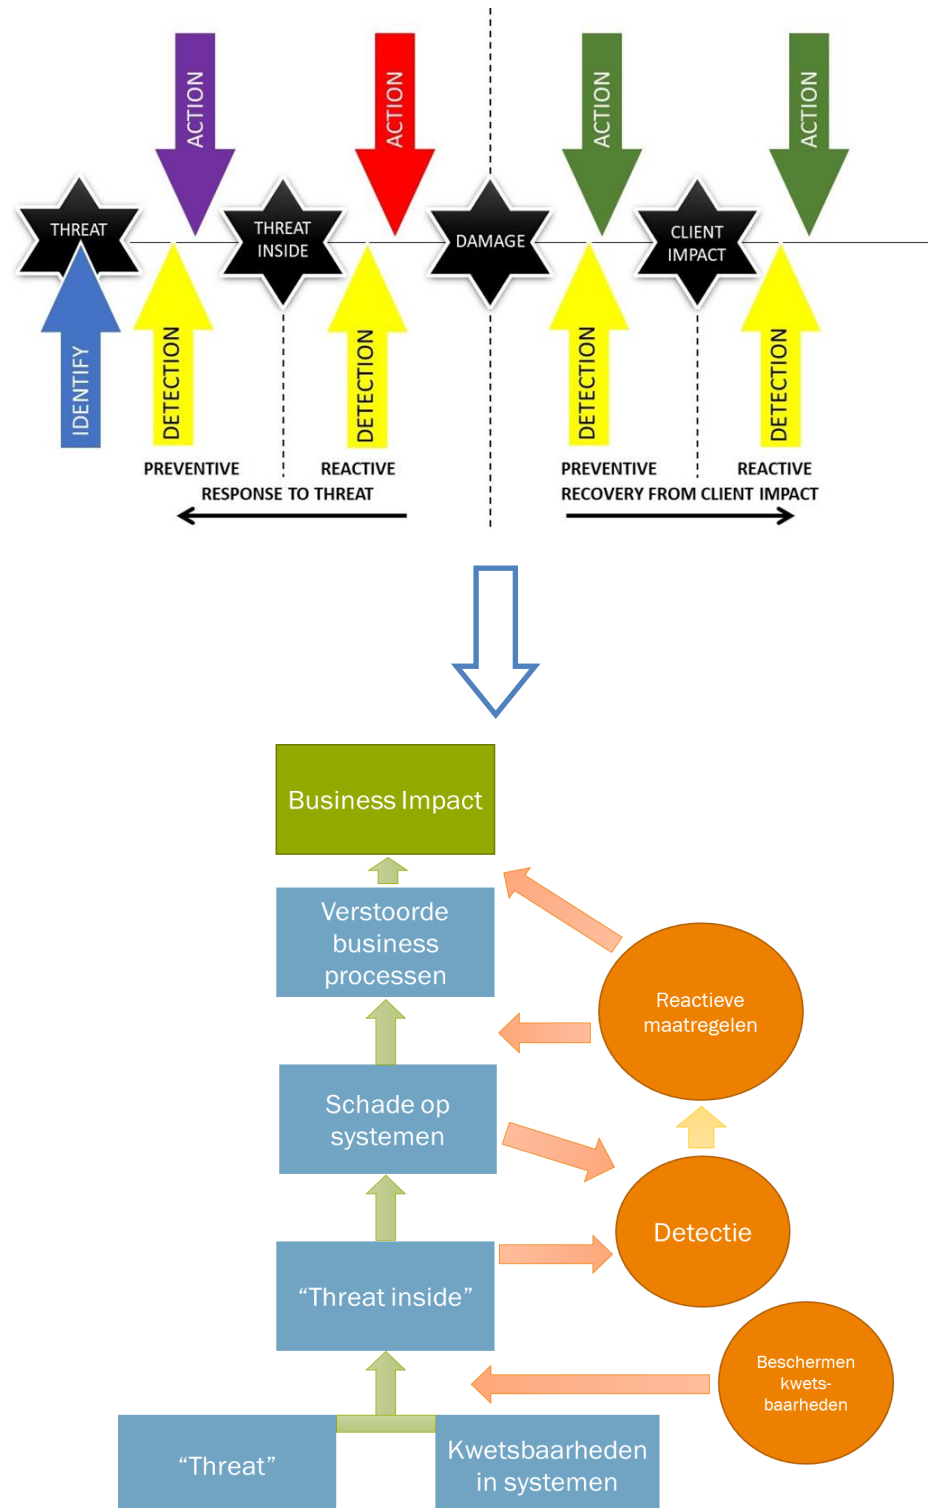 ACTION
ACTION
ACTION
ACTION
THREAT
THREAT
INSIDE
DAMAGE
CLIENT
IMPACT
IDENTIFY
DETECTION
DETECTION
DETECTION
DETECTION
PREVENTIVE
REACTIVE
PREVENTIVE
REACTIVE
RESPONSE TO THREAT
RECOVERY FROM CLIENT IMPACT
Business Impact
Verstoorde
business
processen
Reactieve
maatregelen
Schade op
systemen
Detectie
“Threat inside”
Beschermen
kwets-
baarheden
“Threat”
Kwetsbaarheden
in systemen